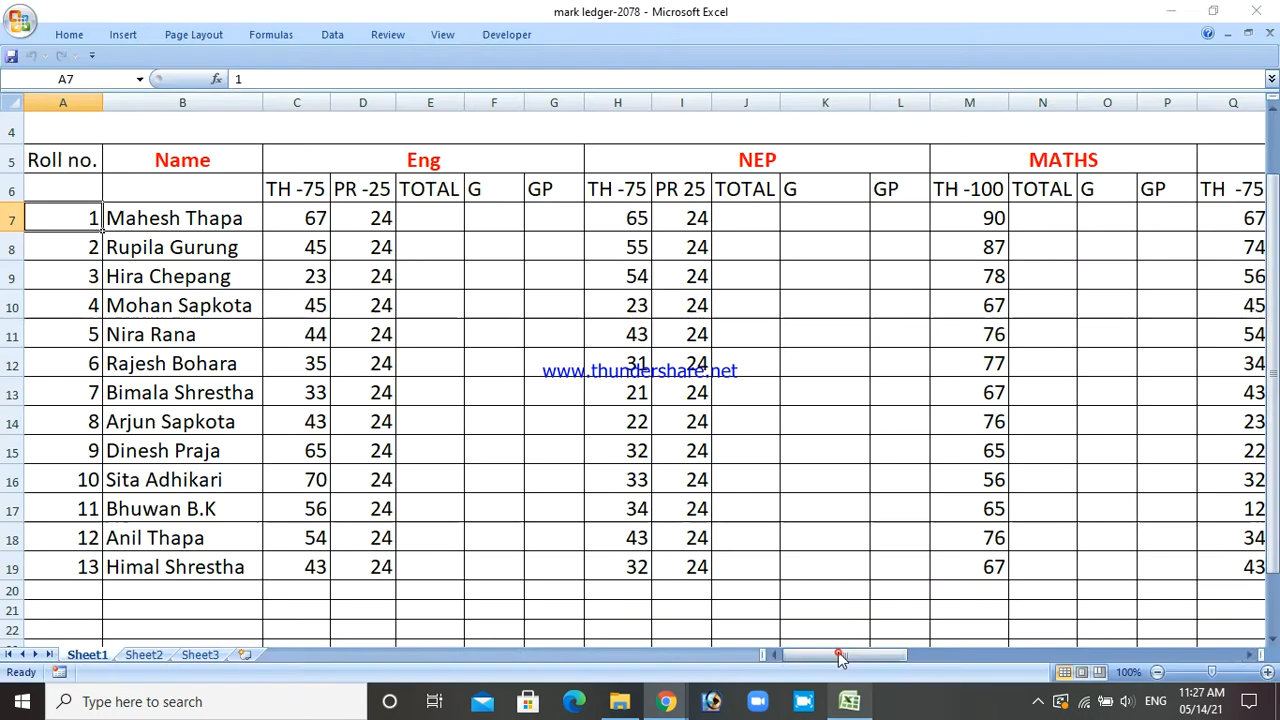 mark ledger-2078 - Microsoft Excel
Home Insert Page Layout Formulas Data Review View Developer
A7 fx 1
A B C D E F G H I J K L M N O P Q
4
5 Roll no. Name Eng NEP MATHS
6 TH -75 PR -25 TOTAL G GP TH -75 PR 25 TOTAL G GP TH -100 TOTAL G GP TH -75
7 1 Mahesh Thapa 67 24 65 24 90 67
8 2 Rupila Gurung 45 24 55 24 87 74
9 3 Hira Chepang 23 24 54 24 78 56
10 4 Mohan Sapkota 45 24 23 24 67 45
11 5 Nira Rana 44 24 43 24 76 54
12 6 Rajesh Bohara 35 24 31 24 77 34
www.thundershare.net
13 7 Bimala Shrestha 33 24 21 24 67 43
14 8 Arjun Sapkota 43 24 22 24 76 23
15 9 Dinesh Praja 65 24 32 24 65 22
16 10 Sita Adhikari 70 24 33 24 56 32
17 11 Bhuwan B.K 56 24 34 24 65 12
18 12 Anil Thapa 54 24 43 24 76 34
19 13 Himal Shrestha 43 24 32 24 67 43
20
21
22
Sheet1 Sheet2 Sheet3
Ready 100%
Type here to search ENG 11:27 AM
05/14/21